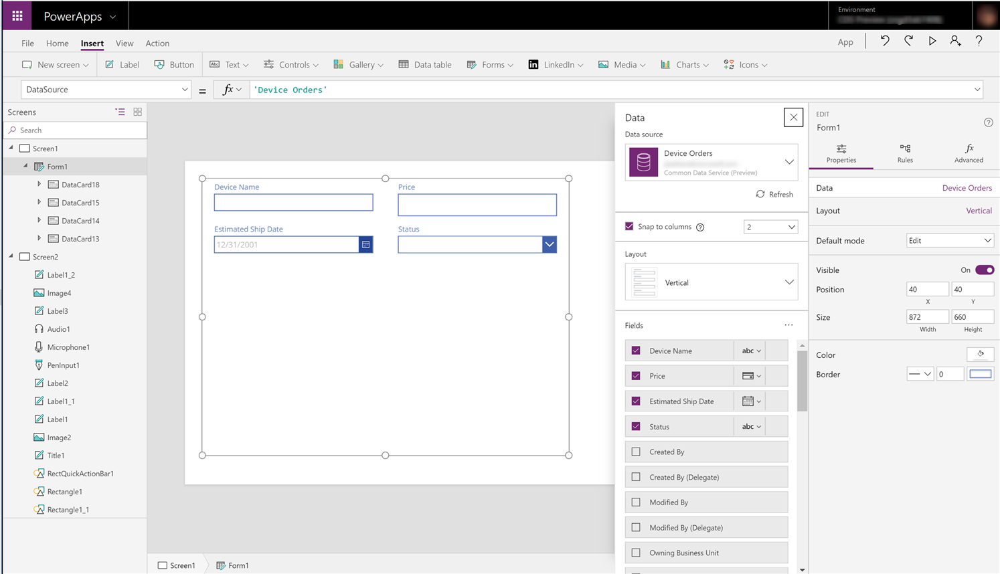 PowerApps
Environment
File Home Insert View Action
App
New screen Label Button Abc Text Controls Gallery Data table Forms in LinkedIn Media Charts Icons
DataSource = fx 'Device Orders'
Screens
Search
Screen1
Form1
DataCard18
DataCard15
DataCard14
DataCard13
Screen2
Label1_2
Image4
Label3
Audio1
Microphone1
PenInput1
Label2
Label1_1
Label1
Image2
Title1
RectQuickActionBar1
Rectangle1
Rectangle1_1
Device Name Price
Estimated Ship Date Status
12/31/2001
Screen1 Form1
Data
Data source
Device Orders
Common Data Service (Preview)
Refresh
Snap to columns 2
Layout
Vertical
Fields ...
Device Name abc
Price
Estimated Ship Date
Status abc
Created By
Created By (Delegate)
Modified By
Modified By (Delegate)
Owning Business Unit
EDIT
Form1
Properties Rules fx Advanced
Data Device Orders
Layout Vertical
Default mode Edit
Visible On
Position 40 40
X Y
Size 872 660
Width Height
Color
Border 0